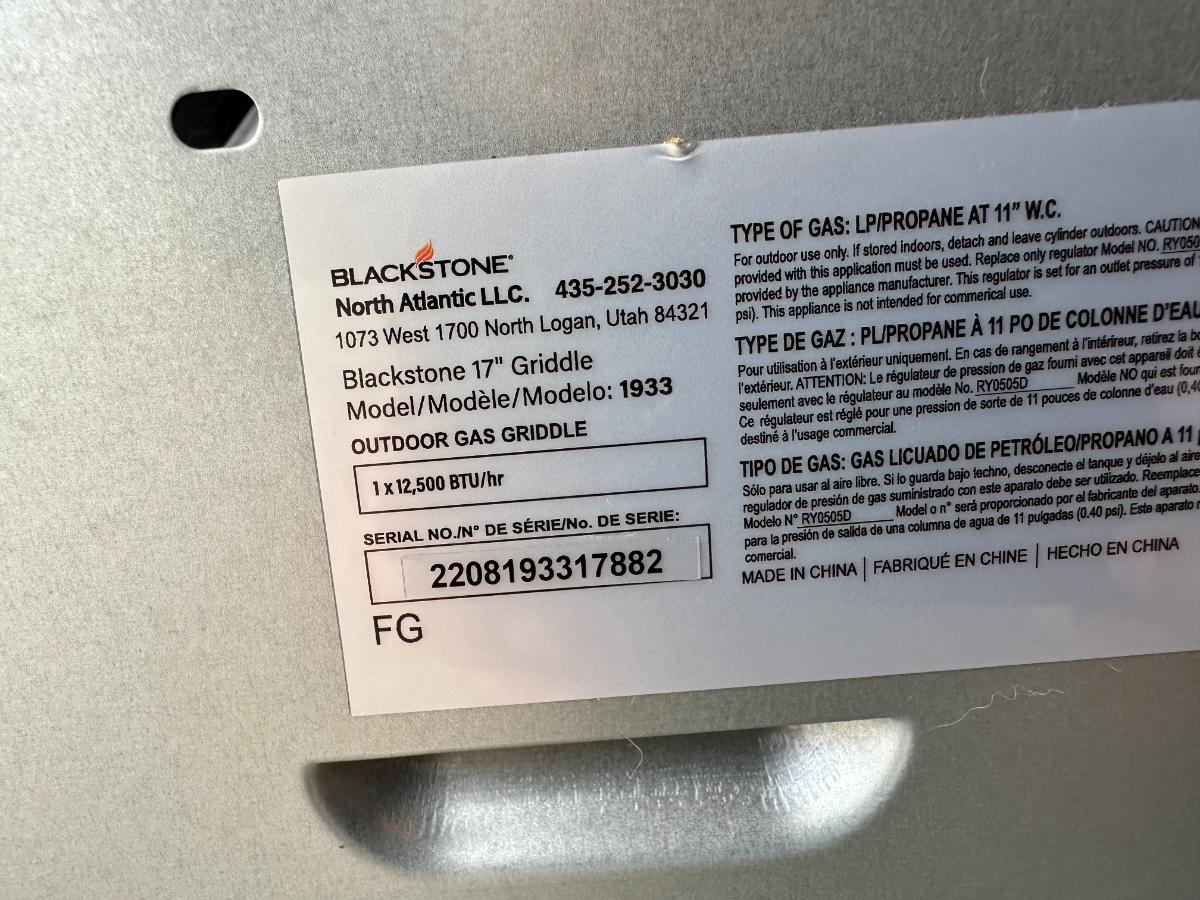 BLACKSTONE®
North Atlantic LLC. 435-252-3030
1073 West 1700 North Logan, Utah 84321
Blackstone 17" Griddle
Model/Modèle/Modelo: 1933
OUTDOOR GAS GRIDDLE
1 x 12,500 BTU/hr
SERIAL NO./N° DE SÉRIE/No. DE SERIE:
2208193317882
FG
TYPE OF GAS: LP/PROPANE AT 11” W.C.
For outdoor use only. If stored indoors, detach and leave cylinder outdoors. CAUTION
provided with this application must be used. Replace only regulator Model NO. RY050
provided by the appliance manufacturer. This regulator is set for an outlet pressure of
psi). This appliance is not intended for commerical use.
TYPE DE GAZ : PL/PROPANE À 11 PO DE COLONNE D'EAU
Pour utilisation à l'extérieur uniquement. En cas de rangement à l'intérireur, retirez la
l'extérieur. ATTENTION: Le régulateur de pression de gaz fourni avec cet appareil doit
seulement avec le régulateur au modèle No. RY0505D Modèle NO qui est
Ce régulateur est réglé pour une pression de sorte de 11 pouces de colonne d'eau (0,40
destiné à l'usage commercial.
TIPO DE GAS: GAS LICUADO DE PETRÓLEO/PROPANO A 11
Sólo para usar al aire libre. Si lo guarda bajo techno, desconecte el tanque y déjelo al aire
regulador de presión de gas suministrado con este aparato debe ser utilizado. Reemplace
Modelo N° RY0505D Model o n° será proporcionado por el fabricante del aparato.
para la presión de salida de una columna de agua de 11 pulgadas (0.40 psi). Este aparato
comercial.
MADE IN CHINA | FABRIQUÉ EN CHINE | HECHO EN CHINA